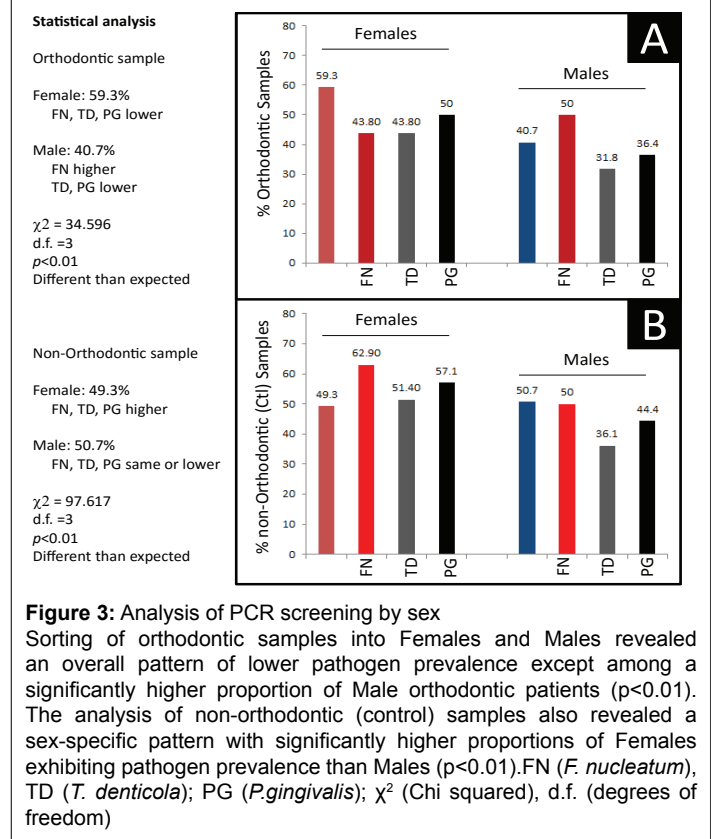 Statistical analysis
Orthodontic sample
Female: 59.3%
FN, TD, PG lower
Male: 40.7%
FN higher
TD, PG lower
χ2 = 34.596
d.f. =3
p<0.01
Different than expected
Non-Orthodontic sample
Female: 49.3%
FN, TD, PG higher
Male: 50.7%
FN, TD, PG same or lower
χ2 = 97.617
d.f. =3
p<0.01
Different than expected
A
Females
Males
% Orthodontic Samples
80
70
60
50
40
30
20
10
0
59.3
43.80
43.80
50
40.7
50
31.8
36.4
FN
TD
PG
FN
TD
PG
B
Females
Males
% non-Orthodontic (Ctl) Samples
80
70
60
50
40
30
20
10
0
49.3
62.90
51.40
57.1
50.7
50
36.1
44.4
FN
TD
PG
FN
TD
PG
Figure 3: Analysis of PCR screening by sex
Sorting of orthodontic samples into Females and Males revealed
an overall pattern of lower pathogen prevalence except among a
significantly higher proportion of Male orthodontic patients (p<0.01).
The analysis of non-orthodontic (control) samples also revealed a
sex-specific pattern with significantly higher proportions of Females
exhibiting pathogen prevalence than Males (p<0.01).FN (F. nucleatum),
TD (T. denticola); PG (P.gingivalis); χ² (Chi squared), d.f. (degrees of
freedom)